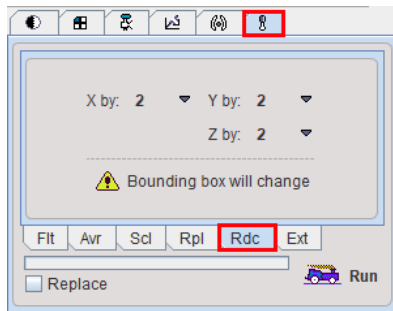 X by: 2 Y by: 2
Z by: 2
Bounding box will change
Flt Avr Scl Rpl Rdc Ext
Replace Run